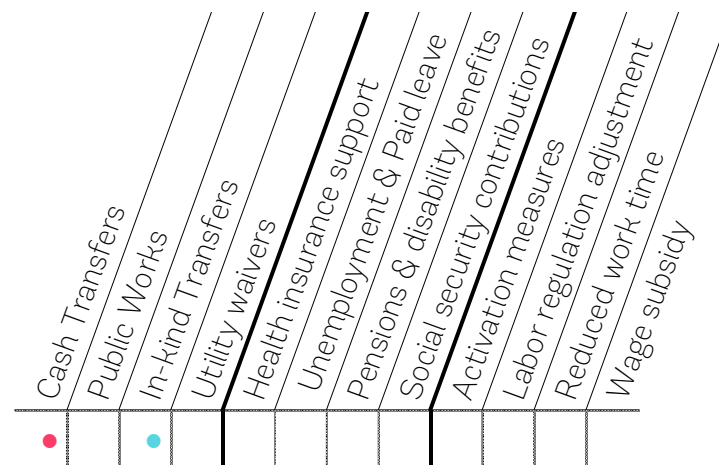 Cash Transfers
Public Works
In-kind Transfers
Utility waivers
Health insurance support
Unemployment & Paid leave
Pensions & disability benefits
Social security contributions
Activation measures
Labor regulation adjustment
Reduced work time
Wage subsidy